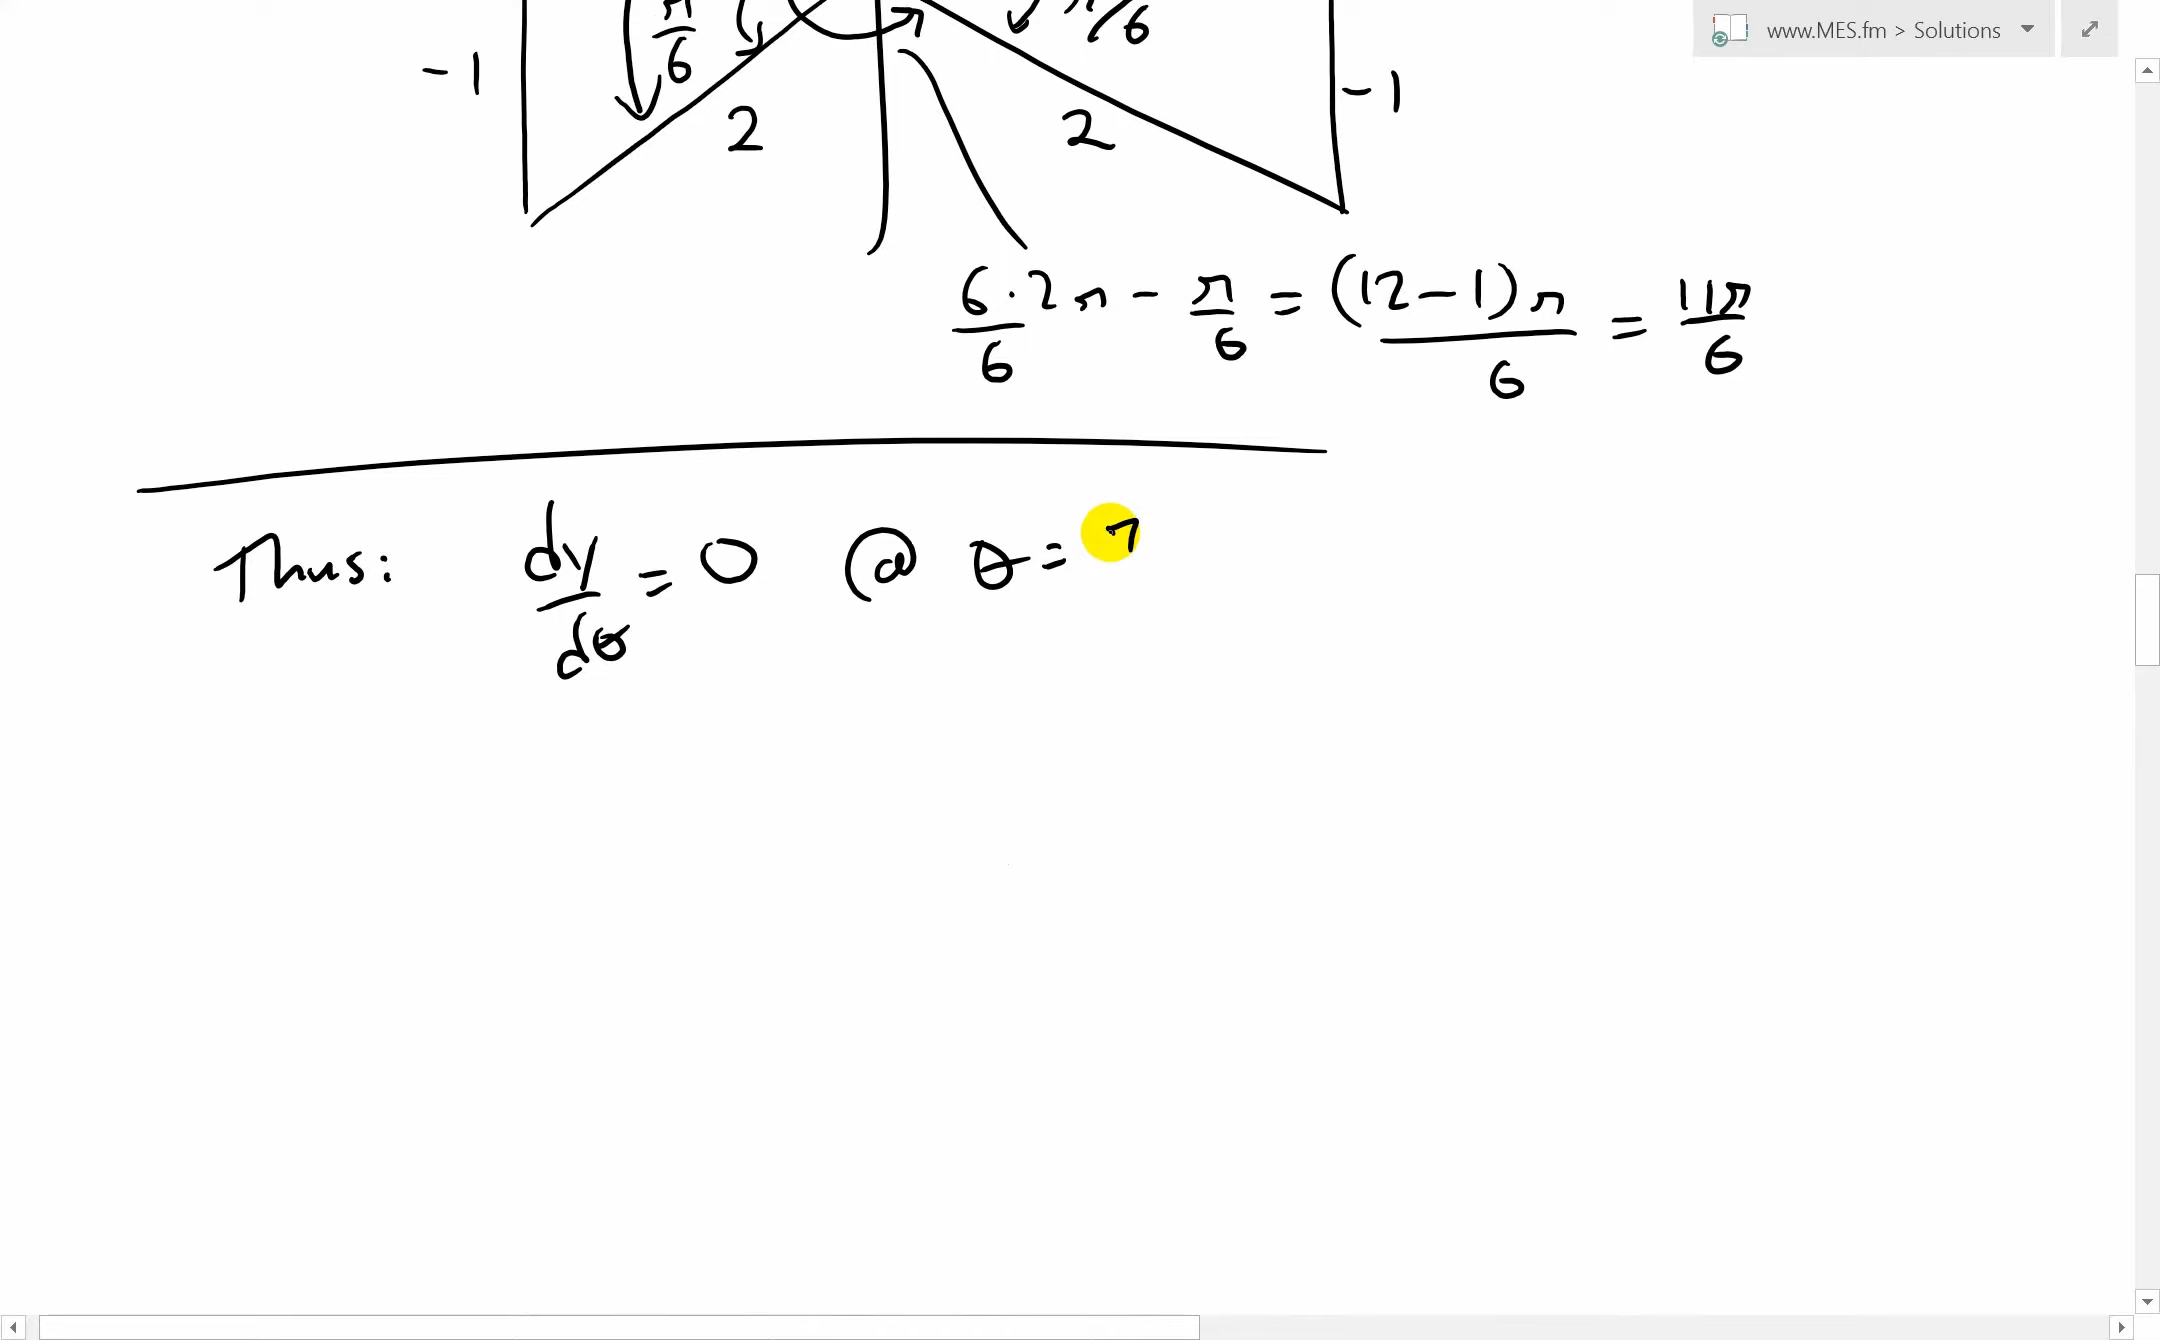 π/6 π/6
www.MES.fm > Solutions
-1 -1
2 2
6·2π/6 - π/6 = (12-1)π/6 = 11π/6
Thus: dy/dθ = 0 @ θ =